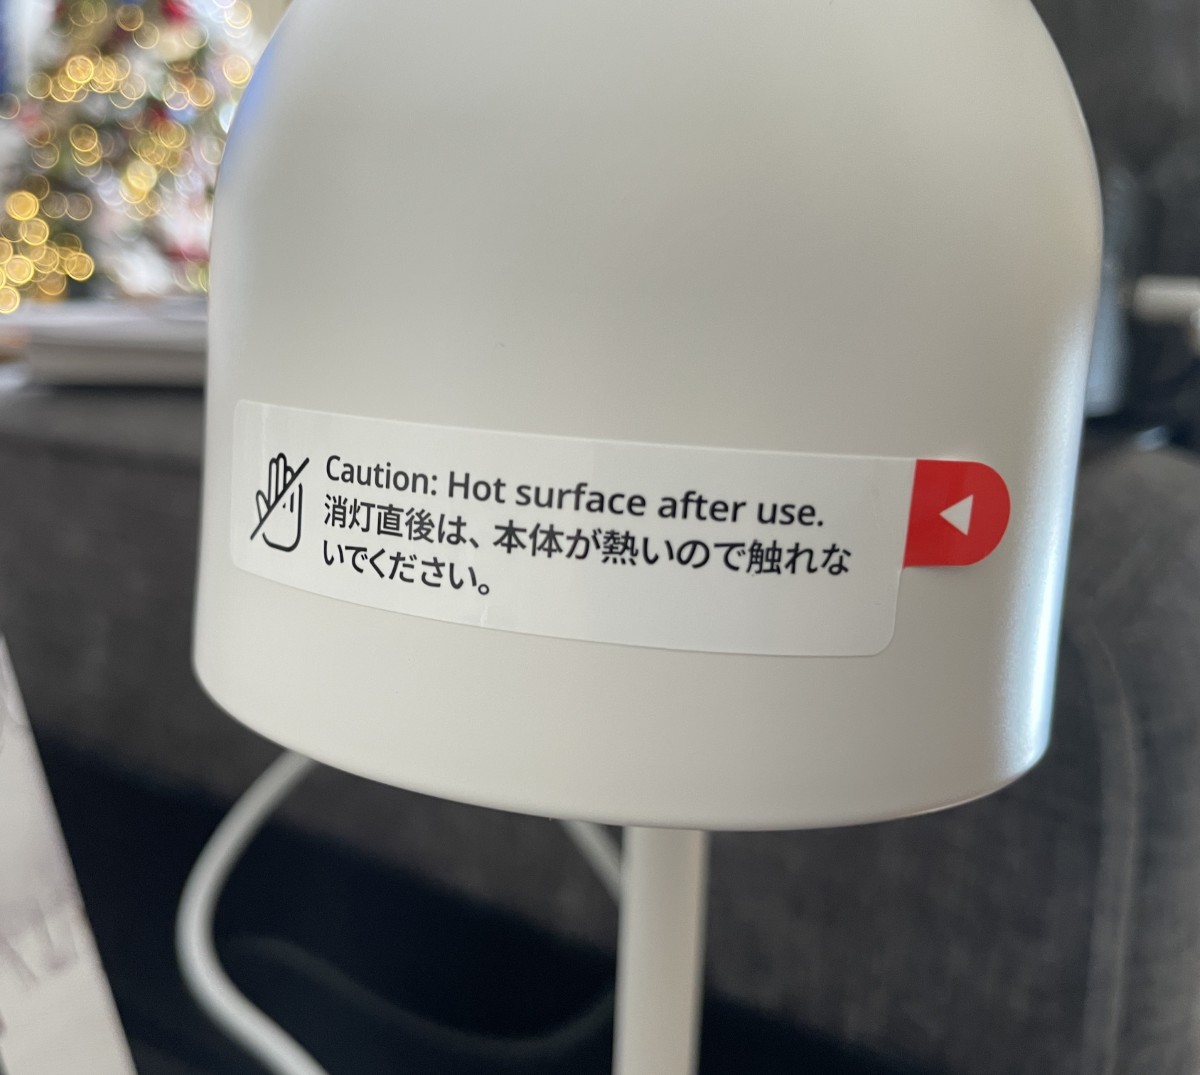 Caution: Hot surface after use.
消灯直後は、本体が熱いので触れな
いでください。